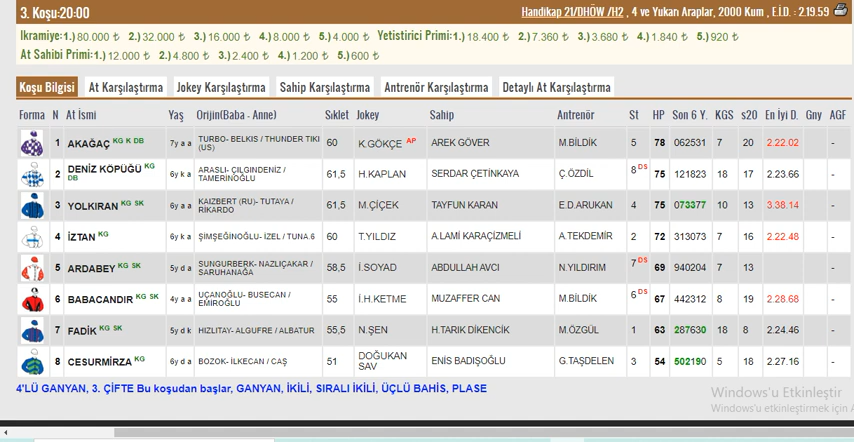 3. Koşu:20:00 Handikap 21/DHÖW /H2 , 4 ve Yukarı Araplar, 2000 Kum , E.İ.D. : 2.19.59
Ikramiye:1.) 80.000 ₺ 2.) 32.000 ₺ 3.) 16.000 ₺ 4.) 8.000 ₺ 5.) 4.000 ₺ Yetistirici Primi:1.) 18.400 ₺ 2.) 7.360 ₺ 3.) 3.680 ₺ 4.) 1.840 ₺ 5.) 920 ₺
At Sahibi Primi:1.) 12.000 ₺ 2.) 4.800 ₺ 3.) 2.400 ₺ 4.) 1.200 ₺ 5.) 600 ₺
Koşu Bilgisi At Karşılaştırma Jokey Karşılaştırma Sahip Karşılaştırma Antrenör Karşılaştırma Detaylı At Karşılaştırma
Forma N At İsmi Yaş Orijin(Baba - Anne) Sıklet Jokey Sahip Antrenör St HP Son 6 Y. KGS s20 En İyi D. Gny AGF
1 AKAĞAÇ KG K DB 7y a a TURBO- BELKIS / THUNDER TIKI (US) 60 K.GÖKÇE AP AREK GÖVER M.BİLDİK 5 78 062531 7 20 2.22.02 -
2 DENİZ KÖPÜĞÜ KG DB 6y k a ARASLI- ÇILGINDENİZ / TAMERİNOĞLU 61,5 H.KAPLAN SERDAR ÇETİNKAYA Ç.ÖZDİL 8 DS 75 121823 18 17 2.23.66 -
3 YOLKIRAN KG SK 6y a a KAIZBERT (RU)- TUTAYA / RIKARDO 61,5 M.ÇİÇEK TAYFUN KARAN E.D.ARUKAN 4 75 073377 10 13 3.38.14 -
4 İZTAN KG 6y k a ŞİMŞEĞİNOĞLU- İZEL / TUNA.6 60 T.YILDIZ A.LAMİ KARAÇİZMELİ A.TEKDEMİR 2 72 313073 7 16 2.22.48 -
5 ARDABEY KG SK 5y d a SUNGURBERK- NAZLIÇAKAR / SARUHANAĞA 58,5 İ.SOYAD ABDULLAH AVCI N.YILDIRIM 7 DS 69 940204 7 13 -
6 BABACANDIR KG SK 4y a a UÇANOĞLU- BUSECAN / EMİROĞLU 55 İ.H.KETME MUZAFFER CAN M.BİLDİK 6 DS 67 442312 8 19 2.28.68 -
7 FADİK KG SK 5y d k HIZLITAY- ALGUFRE / ALBATUR 55,5 N.ŞEN H.TARIK DİKENCİK M.ÖZGÜL 1 63 287630 18 8 2.24.46 -
8 CESURMİRZA KG 6y d a BOZOK- İLKECAN / CAŞ 51 DOĞUKAN SAV ENİS BADIŞOĞLU G.TAŞDELEN 3 54 502190 5 18 2.27.16 -
4'LÜ GANYAN, 3. ÇİFTE Bu koşudan başlar, GANYAN, İKİLİ, SIRALI İKİLİ, ÜÇLÜ BAHİS, PLASE
Windows'u Etkinleştir
Windows'u etkinleştirmek için